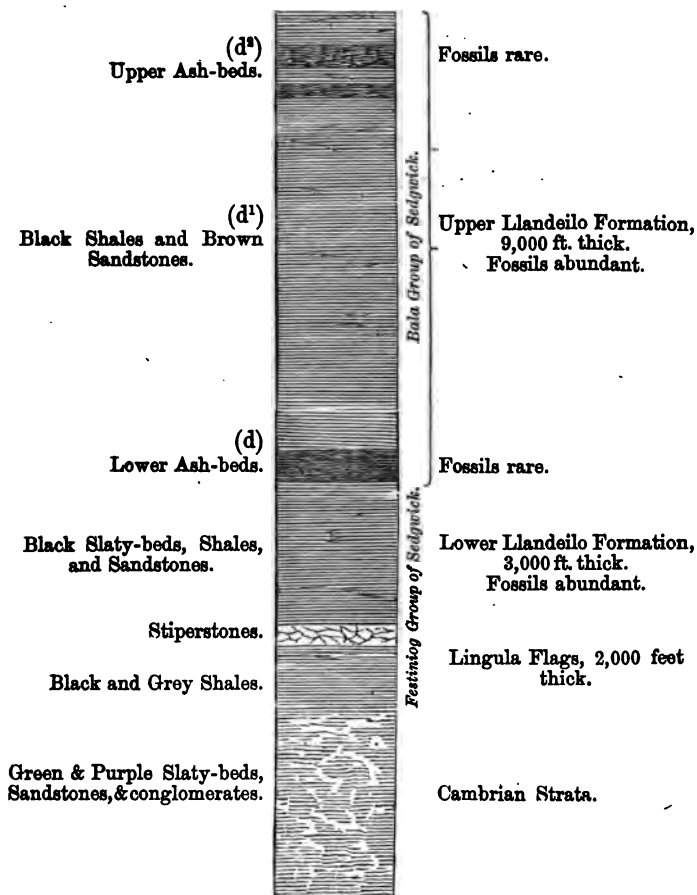 (d²)
Upper Ash-beds.
Fossils rare.
(d¹)
Black Shales and Brown
Sandstones.
Bala Group of Sedgwick.
Upper Llandeilo Formation,
9,000 ft. thick.
Fossils abundant.
(d)
Lower Ash-beds.
Fossils rare.
Black Slaty-beds, Shales,
and Sandstones.
Festiniog Group of Sedgwick.
Lower Llandeilo Formation,
3,000 ft. thick.
Fossils abundant.
Stiperstones.
Black and Grey Shales.
Lingula Flags, 2,000 feet
thick.
Green & Purple Slaty-beds,
Sandstones, & conglomerates.
Cambrian Strata.